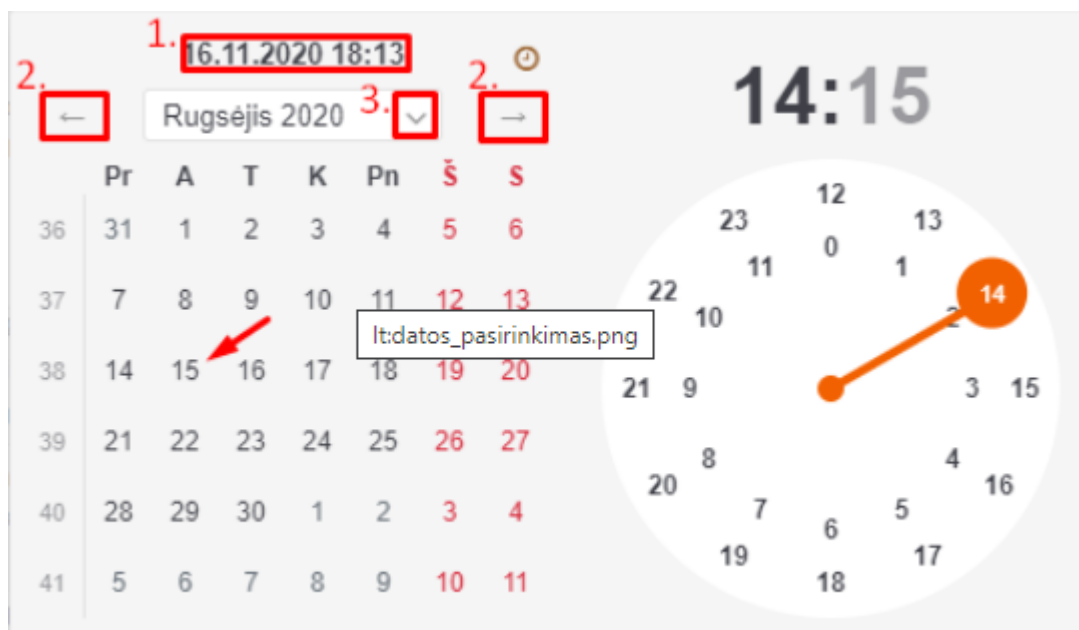 1. 16.11.2020 18:13
2. ← Rugsėjis 2020 3. 2. →
Pr A T K Pn Š S
36 31 1 2 3 4 5 6
37 7 8 9 10 11 12 13
lt:datos_pasirinkimas.png
38 14 15 16 17 18 19 20
39 21 22 23 24 25 26 27
40 28 29 30 1 2 3 4
41 5 6 7 8 9 10 11
14:15
12
23 13
0
11 1
22 14
10 2
21 9 3 15
8 4
20 16
7 5
6
19 17
18